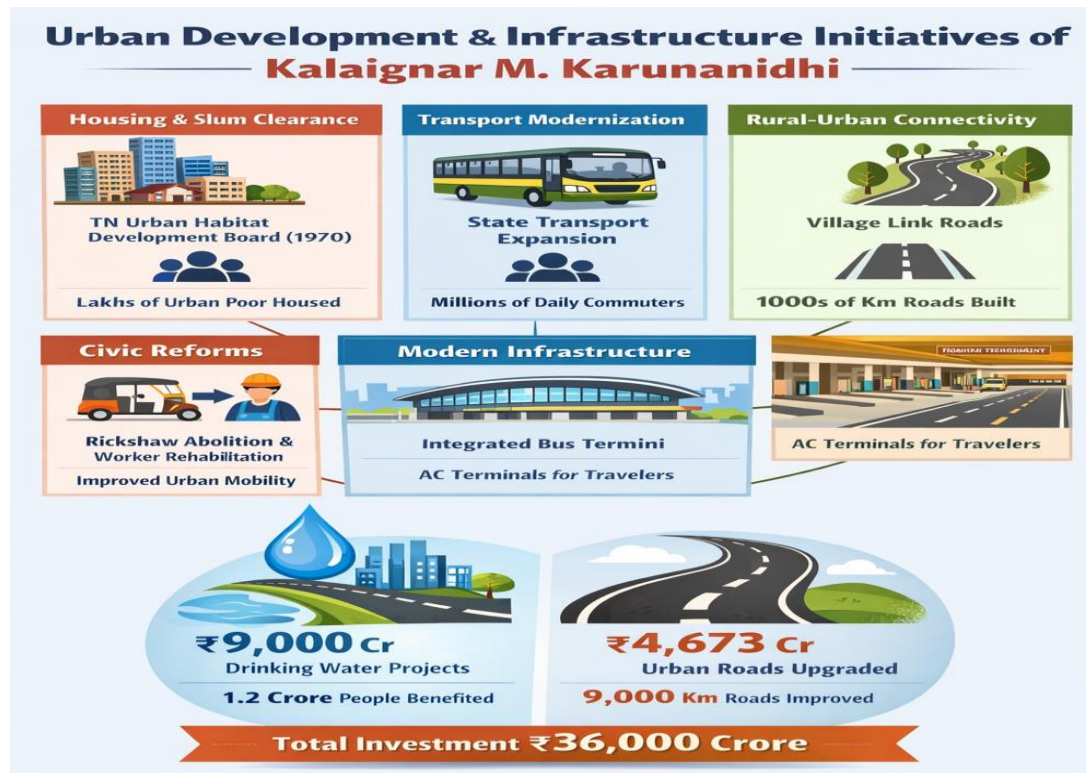 Urban Development & Infrastructure Initiatives of
Kalaignar M. Karunanidhi
Housing & Slum Clearance
TN Urban Habitat
Development Board (1970)
Lakhs of Urban Poor Housed
Transport Modernization
State Transport
Expansion
Millions of Daily Commuters
Rural-Urban Connectivity
Village Link Roads
1000s of Km Roads Built
Civic Reforms
Rickshaw Abolition &
Worker Rehabilitation
Improved Urban Mobility
Modern Infrastructure
Integrated Bus Termini
AC Terminals for Travelers
AC Terminals for Travelers
₹9,000 Cr
Drinking Water Projects
1.2 Crore People Benefited
₹4,673 Cr
Urban Roads Upgraded
9,000 Km Roads Improved
Total Investment ₹36,000 Crore